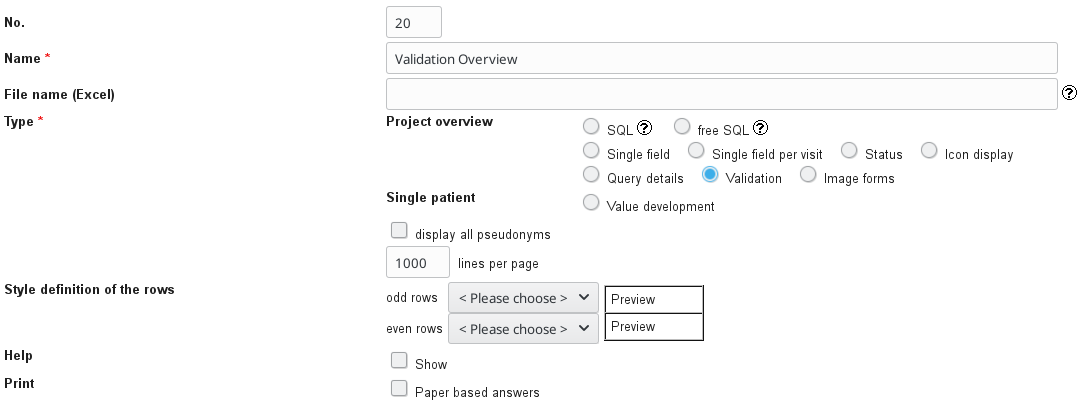 No. 20
Name * Validation Overview
File name (Excel) ?
Type * Project overview SQL ? free SQL ?
Single field Single field per visit Status Icon display
Query details Validation Image forms
Single patient Value development
display all pseudonyms
1000 lines per page
Style definition of the rows odd rows < Please choose > Preview
even rows < Please choose > Preview
Help Show
Print Paper based answers